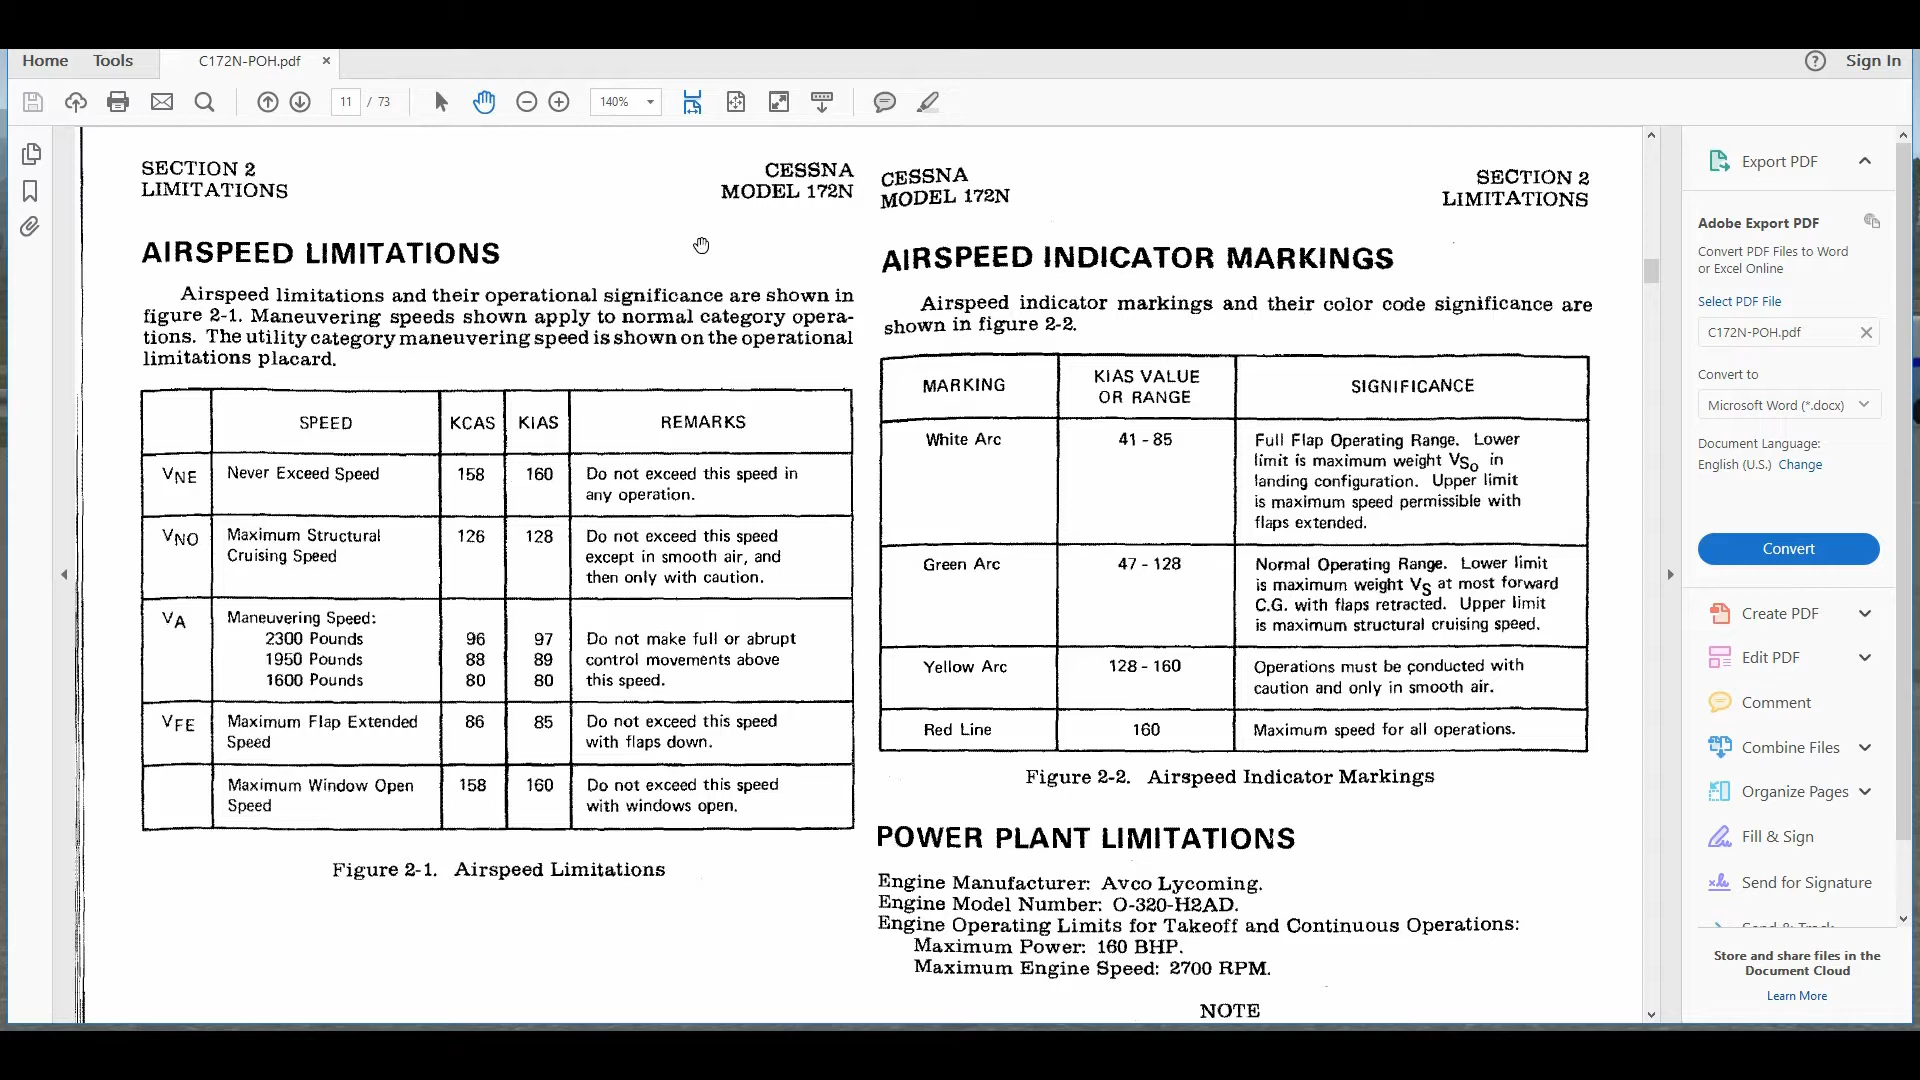 Home Tools C172N-POH.pdf × Sign In
11 / 73 140%
SECTION 2
LIMITATIONS
CESSNA
MODEL 172N
AIRSPEED LIMITATIONS
Airspeed limitations and their operational significance are shown in
figure 2-1. Maneuvering speeds shown apply to normal category opera-
tions. The utility category maneuvering speed is shown on the operational
limitations placard.
SPEED KCAS KIAS REMARKS
VNE Never Exceed Speed 158 160 Do not exceed this speed in
any operation.
VNO Maximum Structural 126 128 Do not exceed this speed
Cruising Speed except in smooth air, and
then only with caution.
VA Maneuvering Speed:
2300 Pounds 96 97 Do not make full or abrupt
1950 Pounds 88 89 control movements above
1600 Pounds 80 80 this speed.
VFE Maximum Flap Extended 86 85 Do not exceed this speed
Speed with flaps down.
Maximum Window Open 158 160 Do not exceed this speed
Speed with windows open.
Figure 2-1. Airspeed Limitations
CESSNA
MODEL 172N
SECTION 2
LIMITATIONS
AIRSPEED INDICATOR MARKINGS
Airspeed indicator markings and their color code significance are
shown in figure 2-2.
MARKING KIAS VALUE SIGNIFICANCE
OR RANGE
White Arc 41 - 85 Full Flap Operating Range. Lower
limit is maximum weight VSo in
landing configuration. Upper limit
is maximum speed permissible with
flaps extended.
Green Arc 47 - 128 Normal Operating Range. Lower limit
is maximum weight VS at most forward
C.G. with flaps retracted. Upper limit
is maximum structural cruising speed.
Yellow Arc 128 - 160 Operations must be conducted with
caution and only in smooth air.
Red Line 160 Maximum speed for all operations.
Figure 2-2. Airspeed Indicator Markings
POWER PLANT LIMITATIONS
Engine Manufacturer: Avco Lycoming.
Engine Model Number: O-320-H2AD.
Engine Operating Limits for Takeoff and Continuous Operations:
Maximum Power: 160 BHP.
Maximum Engine Speed: 2700 RPM.
NOTE
Export PDF
Adobe Export PDF
Convert PDF Files to Word
or Excel Online
Select PDF File
C172N-POH.pdf
Convert to
Microsoft Word (*.docx)
Document Language:
English (U.S.) Change
Convert
Create PDF
Edit PDF
Comment
Combine Files
Organize Pages
Fill & Sign
Send for Signature
Send & Track
Store and share files in the
Document Cloud
Learn More